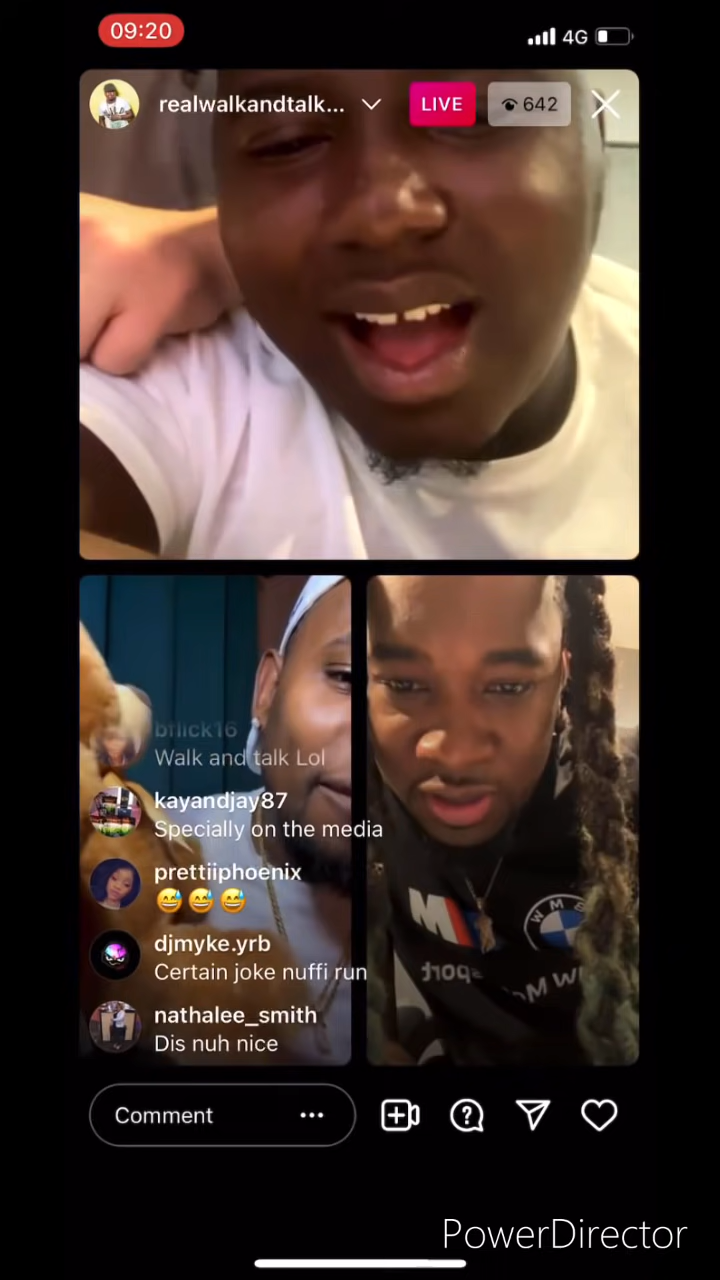 09:20
4G
realwalkandtalk...
LIVE
642
bflick16
Walk and talk Lol
kayandjay87
Specially on the media
prettiiphoenix
😅😅😅
djmyke.yrb
Certain joke nuffi run
nathalee_smith
Dis nuh nice
M
Comment
PowerDirector